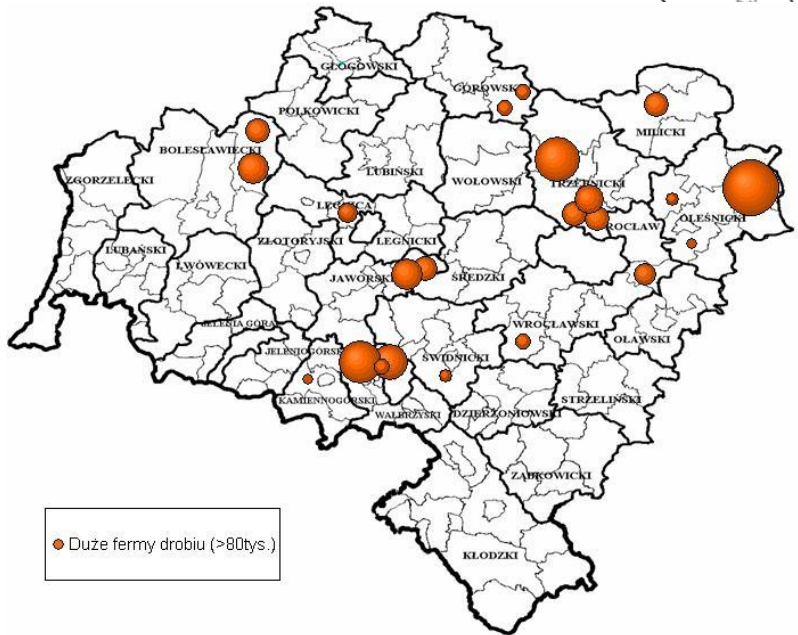 GŁOGOWSKI
GÓROWSKI
POLKOWICKI
MILICKI
BOLESŁAWIECKI
LUBIŃSKI
ZGORZELECKI
WOŁOWSKI
TRZEBNICKI
LEGNICA
OLEŚNICKI
WROCŁAW
ZŁOTORYJSKI
LEGNICKI
LUBAŃSKI
LWÓWECKI
JAWORSKI
ŚREDZKI
JELENIA GÓRA
WROCŁAWSKI
OŁAWSKI
JELENIOGÓRSKI
ŚWIDNICKI
KAMIENNOGÓRSKI
STRZELIŃSKI
WAŁBRZYSKI
DZIERŻONIOWSKI
ZĄBKOWICKI
Duże fermy drobiu (>80tys.)
KŁODZKI